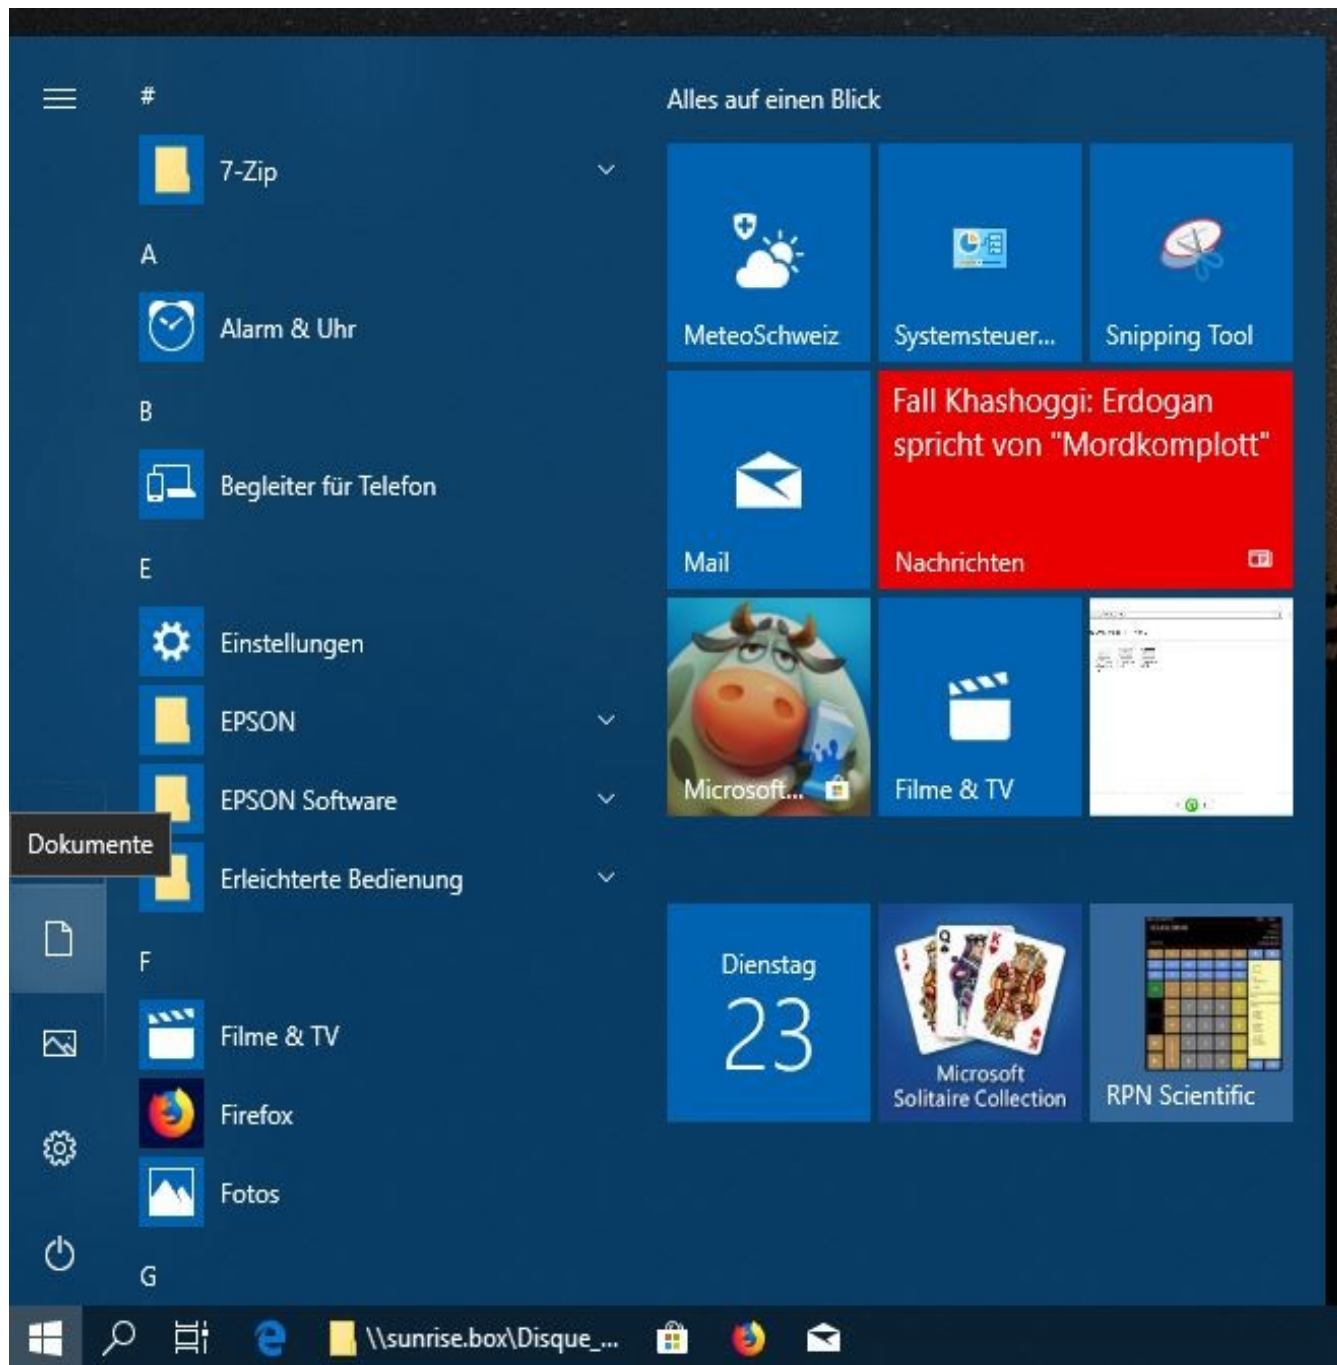 #
7-Zip
A
Alarm & Uhr
B
Begleiter für Telefon
E
Einstellungen
EPSON
EPSON Software
Erleichterte Bedienung
Dokumente
F
Filme & TV
Firefox
Fotos
G
Alles auf einen Blick
MeteoSchweiz
Systemsteuer...
Snipping Tool
Mail
Fall Khashoggi: Erdogan
spricht von "Mordkomplott"
Nachrichten
Microsoft...
Filme & TV
Dienstag
23
Microsoft
Solitaire Collection
RPN Scientific
\\sunrise.box\Disque_...